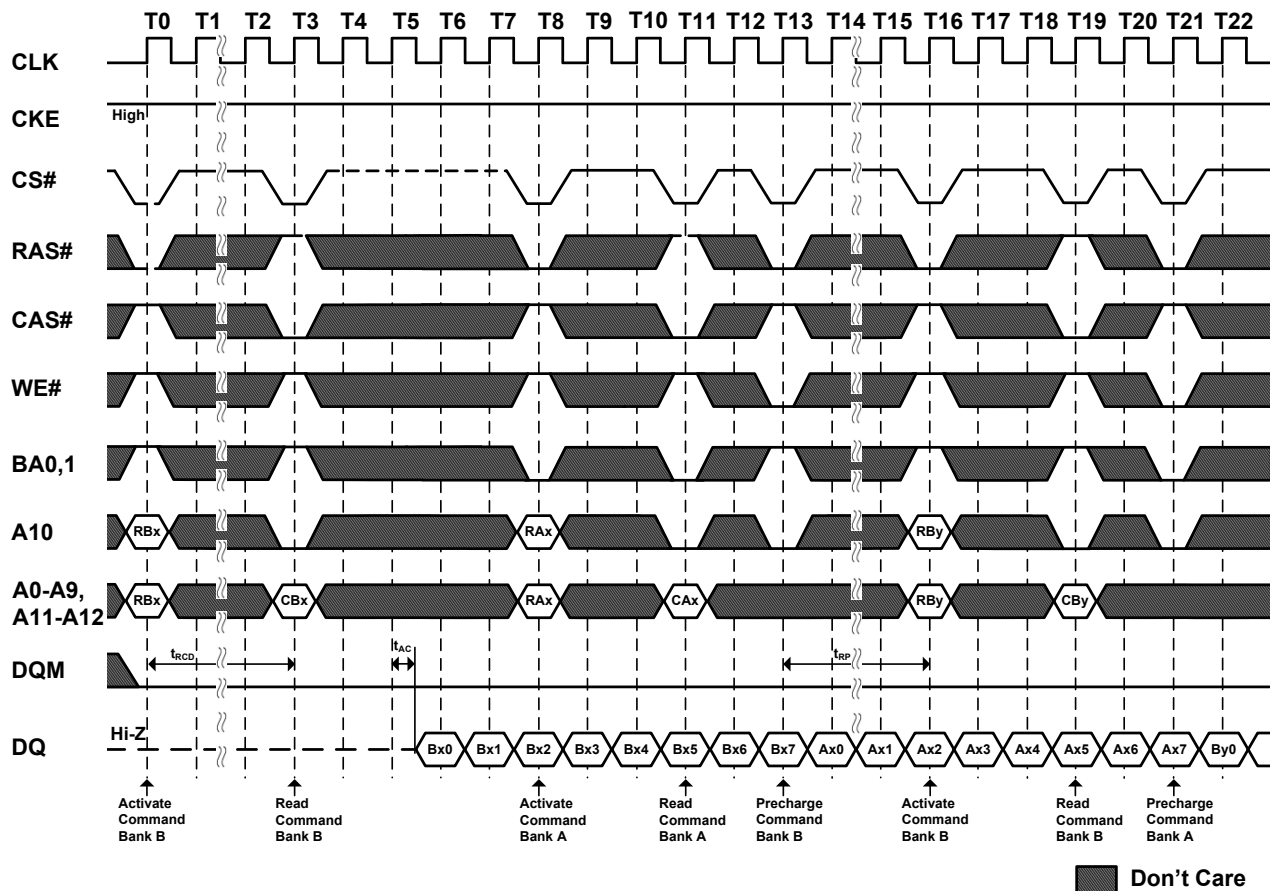 T0 T1 T2 T3 T4 T5 T6 T7 T8 T9 T10 T11 T12 T13 T14 T15 T16 T17 T18 T19 T20 T21 T22
CLK
CKE High
CS#
RAS#
CAS#
WE#
BA0,1
A10 RBx RAx RBy
A0-A9,
A11-A12 RBx CBx RAx CAx RBy CBy
DQM tRCD tAC tRP
DQ Hi-Z Bx0 Bx1 Bx2 Bx3 Bx4 Bx5 Bx6 Bx7 Ax0 Ax1 Ax2 Ax3 Ax4 Ax5 Ax6 Ax7 By0
Activate
Command
Bank B
Read
Command
Bank B
Activate
Command
Bank A
Read
Command
Bank A
Precharge
Command
Bank B
Activate
Command
Bank B
Read
Command
Bank B
Precharge
Command
Bank A
Don't Care